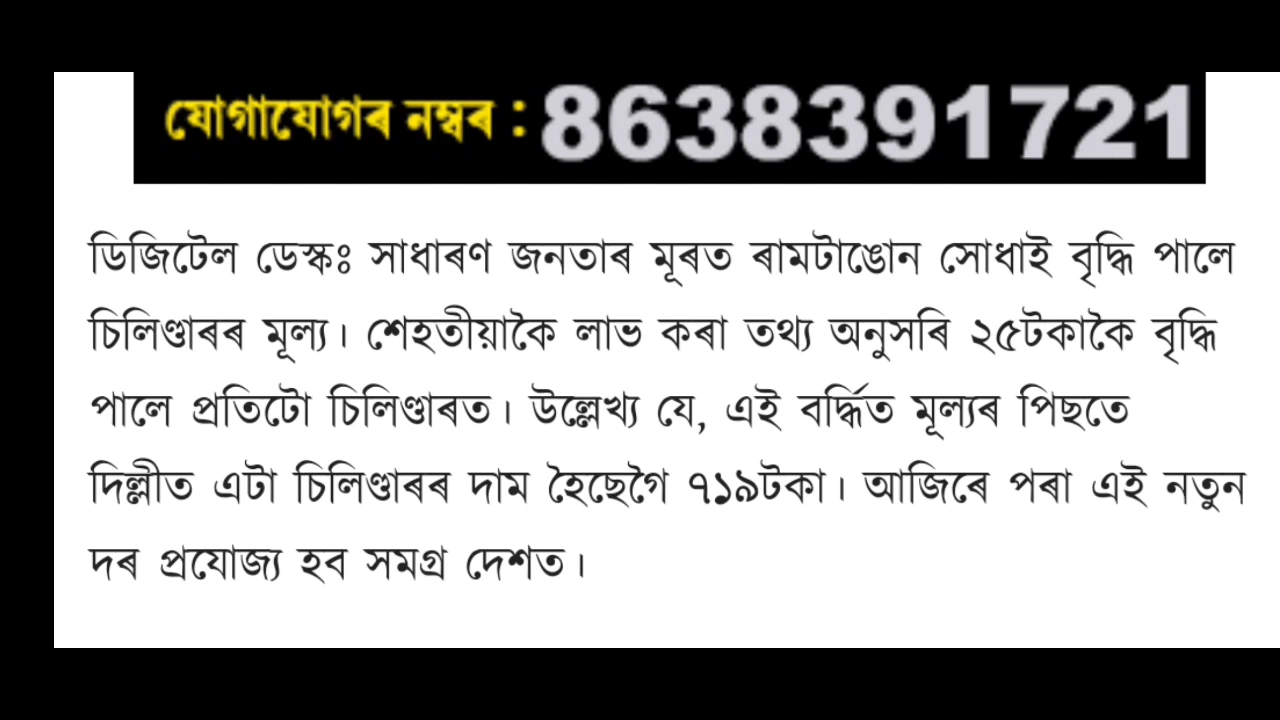 যোগাযোগৰ নম্বৰ : 8638391721
ডিজিটেল ডেস্কঃ সাধাৰণ জনতাৰ মূৰত ৰামটাঙোন সোধাই বৃদ্ধি পালে
চিলিণ্ডাৰৰ মূল্য। শেহতীয়াকৈ লাভ কৰা তথ্য অনুসৰি ২৫টকাকৈ বৃদ্ধি
পালে প্ৰতিটো চিলিণ্ডাৰত। উল্লেখ্য যে, এই বৰ্দ্ধিত মূল্যৰ পিছতে
দিল্লীত এটা চিলিণ্ডাৰৰ দাম হৈছেগৈ ৭১৯টকা। আজিৰে পৰা এই নতুন
দৰ প্ৰযোজ্য হব সমগ্ৰ দেশত।